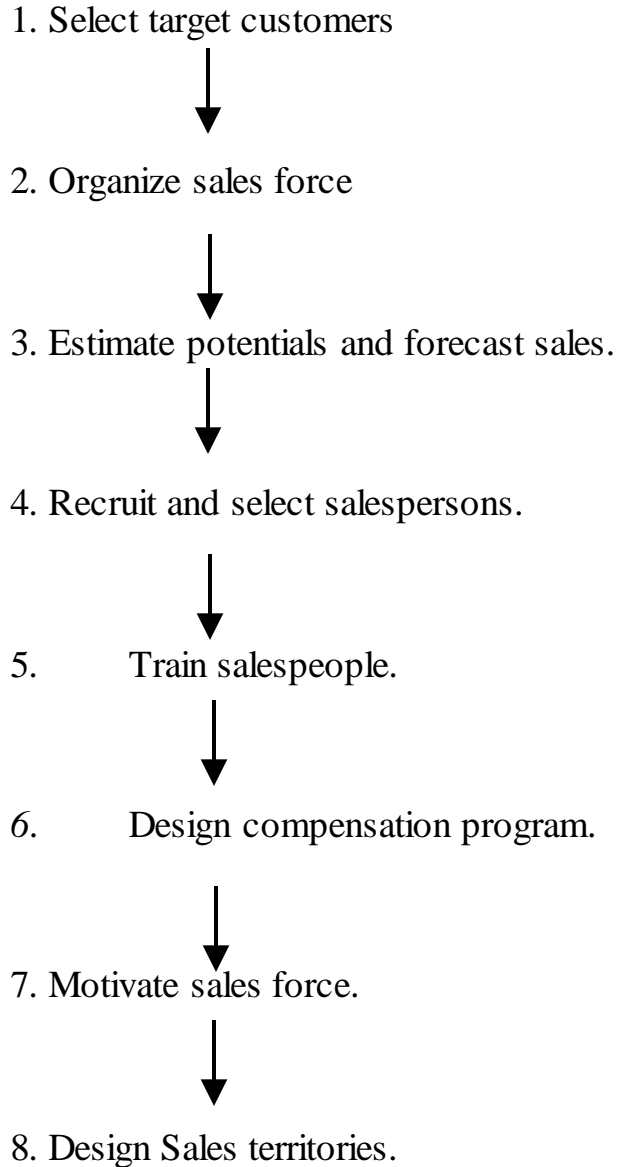 1. Select target customers
2. Organize sales force
3. Estimate potentials and forecast sales.
4. Recruit and select salespersons.
5. Train salespeople.
6. Design compensation program.
7. Motivate sales force.
8. Design Sales territories.